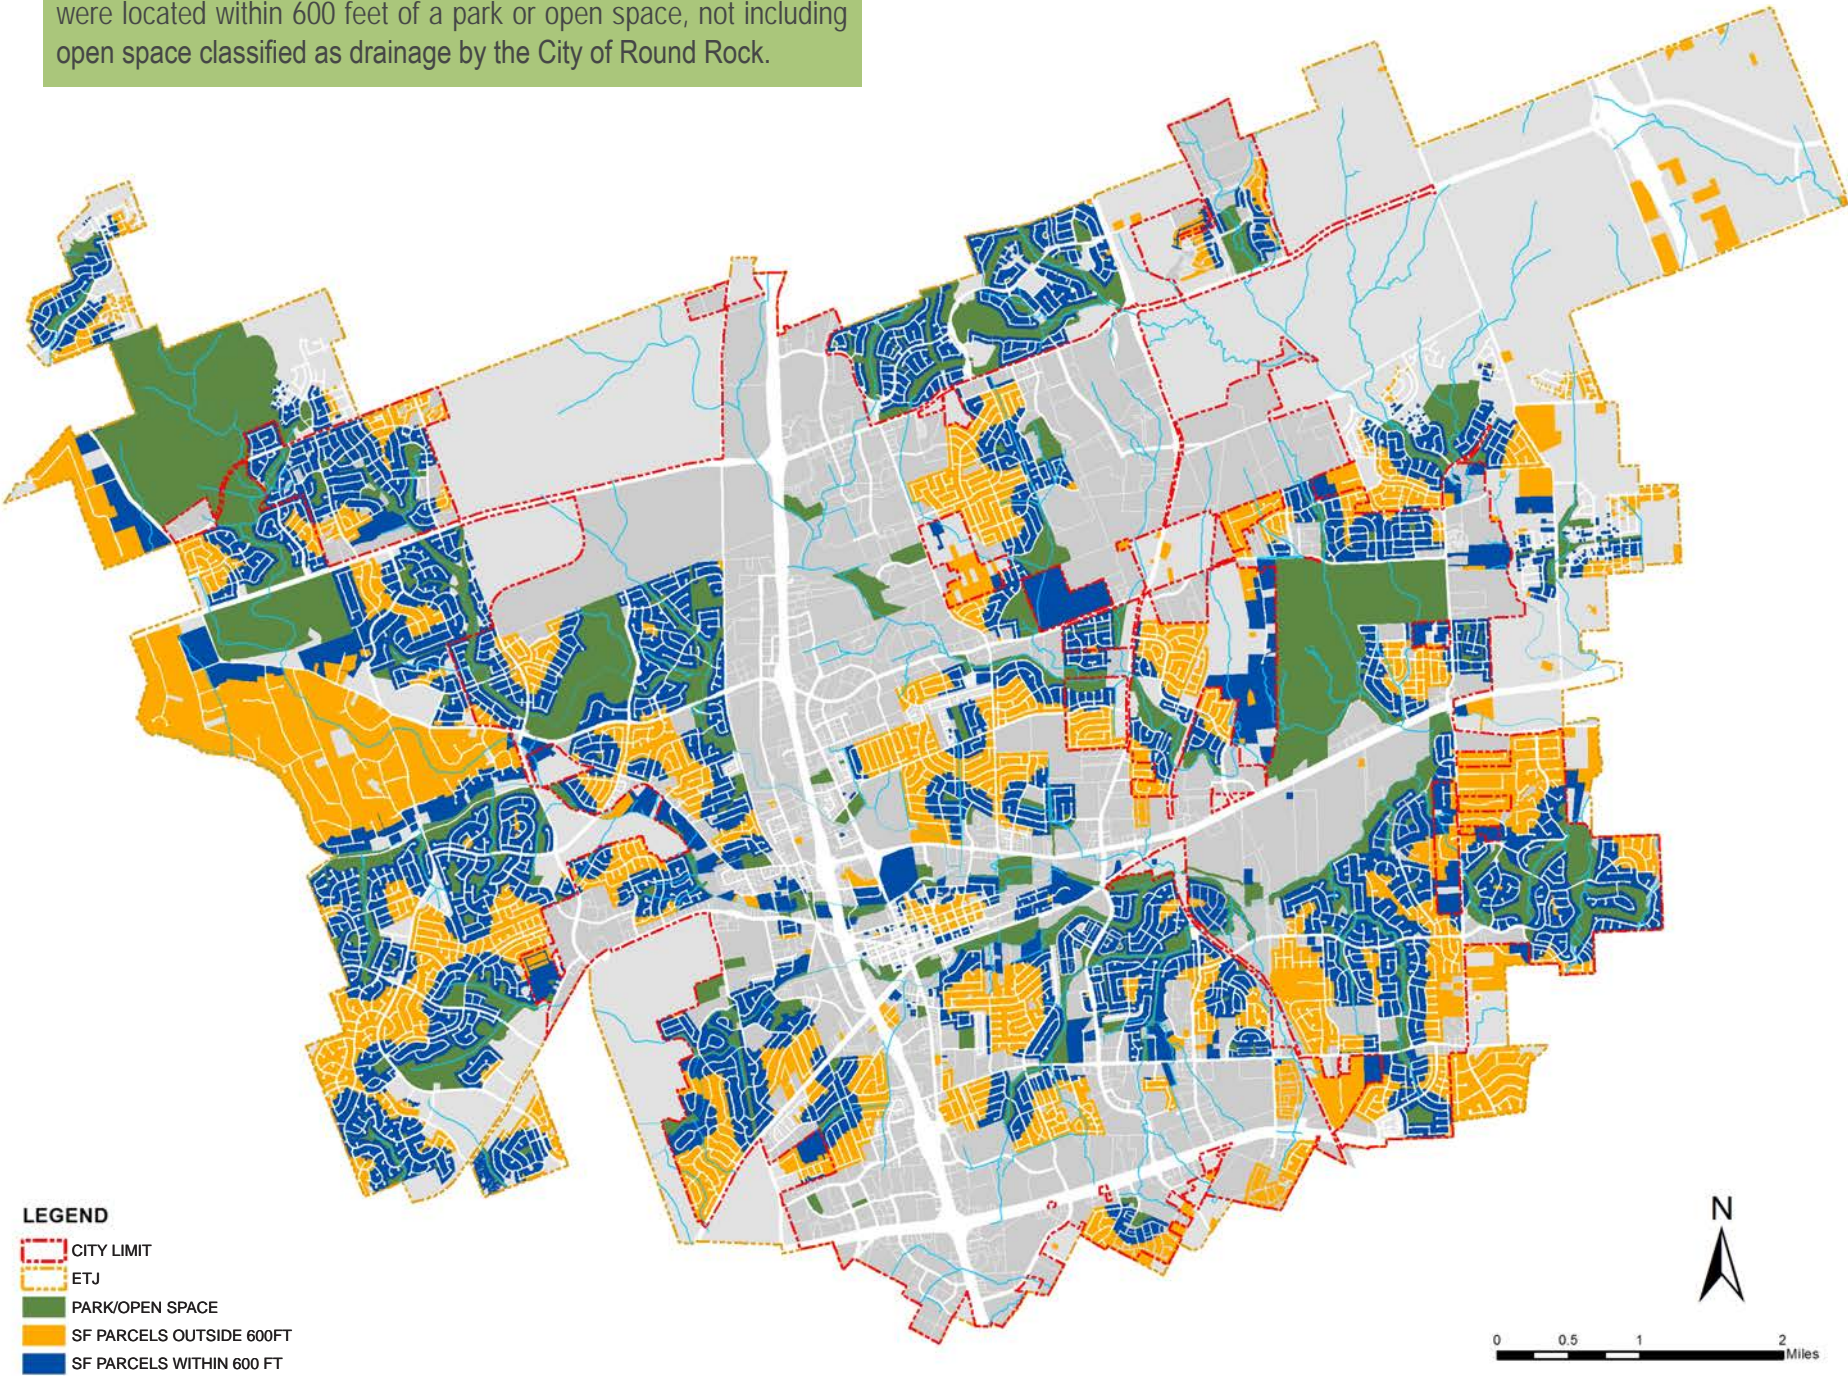 were located within 600 feet of a park or open space, not including
open space classified as drainage by the City of Round Rock.
LEGEND
CITY LIMIT
ETJ
PARK/OPEN SPACE
SF PARCELS OUTSIDE 600FT
SF PARCELS WITHIN 600 FT
N
0 0.5 1 2
Miles